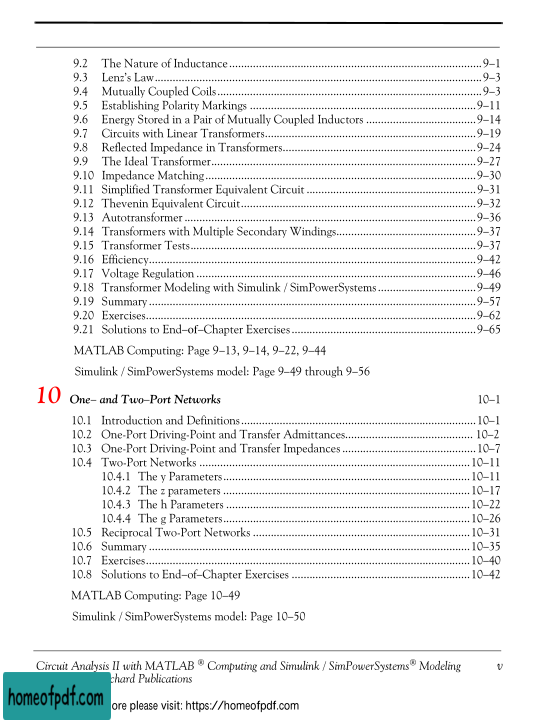 9.2 The Nature of Inductance ........ 9–1
9.3 Lenz's Law ........ 9–3
9.4 Mutually Coupled Coils ........ 9–3
9.5 Establishing Polarity Markings ........ 9–11
9.6 Energy Stored in a Pair of Mutually Coupled Inductors ........ 9–14
9.7 Circuits with Linear Transformers ........ 9–19
9.8 Reflected Impedance in Transformers ........ 9–24
9.9 The Ideal Transformer ........ 9–27
9.10 Impedance Matching ........ 9–30
9.11 Simplified Transformer Equivalent Circuit ........ 9–31
9.12 Thevenin Equivalent Circuit ........ 9–32
9.13 Autotransformer ........ 9–36
9.14 Transformers with Multiple Secondary Windings ........ 9–37
9.15 Transformer Tests ........ 9–37
9.16 Efficiency ........ 9–42
9.17 Voltage Regulation ........ 9–46
9.18 Transformer Modeling with Simulink / SimPowerSystems ........ 9–49
9.19 Summary ........ 9–57
9.20 Exercises ........ 9–62
9.21 Solutions to End–of–Chapter Exercises ........ 9–65
MATLAB Computing: Page 9–13, 9–14, 9–22, 9–44
Simulink / SimPowerSystems model: Page 9–49 through 9–56
10 One– and Two–Port Networks 10–1
10.1 Introduction and Definitions ........ 10–1
10.2 One-Port Driving-Point and Transfer Admittances ........ 10–2
10.3 One-Port Driving-Point and Transfer Impedances ........ 10–7
10.4 Two-Port Networks ........ 10–11
10.4.1 The y Parameters ........ 10–11
10.4.2 The z parameters ........ 10–17
10.4.3 The h Parameters ........ 10–22
10.4.4 The g Parameters ........ 10–26
10.5 Reciprocal Two-Port Networks ........ 10–31
10.6 Summary ........ 10–35
10.7 Exercises ........ 10–40
10.8 Solutions to End–of–Chapter Exercises ........ 10–42
MATLAB Computing: Page 10–49
Simulink / SimPowerSystems model: Page 10–50
Circuit Analysis II with MATLAB ® Computing and Simulink / SimPowerSystems® Modeling v
chard Publications
homeofpdf.com
ore please visit: https://homeofpdf.com